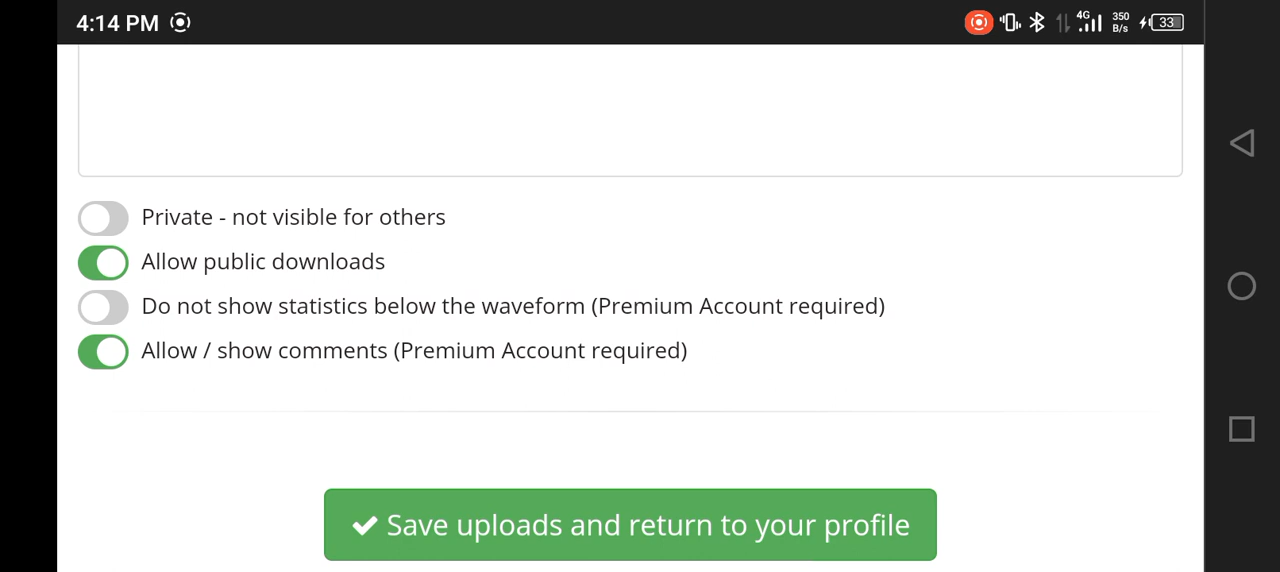 4:14 PM 4G 350 B/s 33
Private - not visible for others
Allow public downloads
Do not show statistics below the waveform (Premium Account required)
Allow / show comments (Premium Account required)
Save uploads and return to your profile